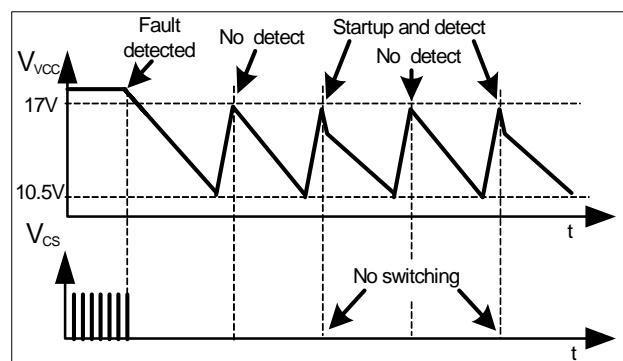 Fault
detected
No detect
Startup and detect
No detect
VVCC
17V
10.5V
t
VCS
No switching
t